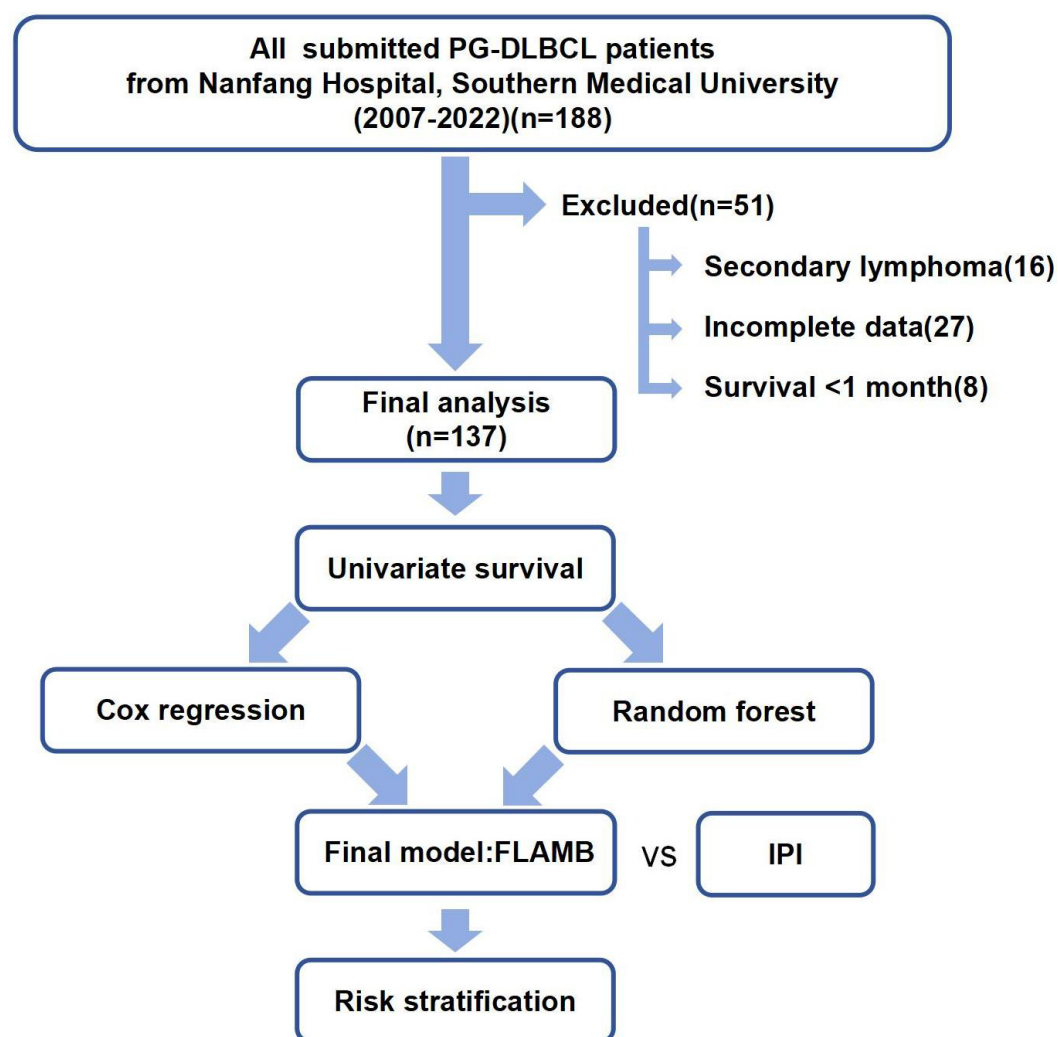 All submitted PG-DLBCL patients
from Nanfang Hospital, Southern Medical University
(2007-2022)(n=188)
Excluded(n=51)
Secondary lymphoma(16)
Incomplete data(27)
Survival <1 month(8)
Final analysis
(n=137)
Univariate survival
Cox regression
Random forest
Final model:FLAMB
VS
IPI
Risk stratification